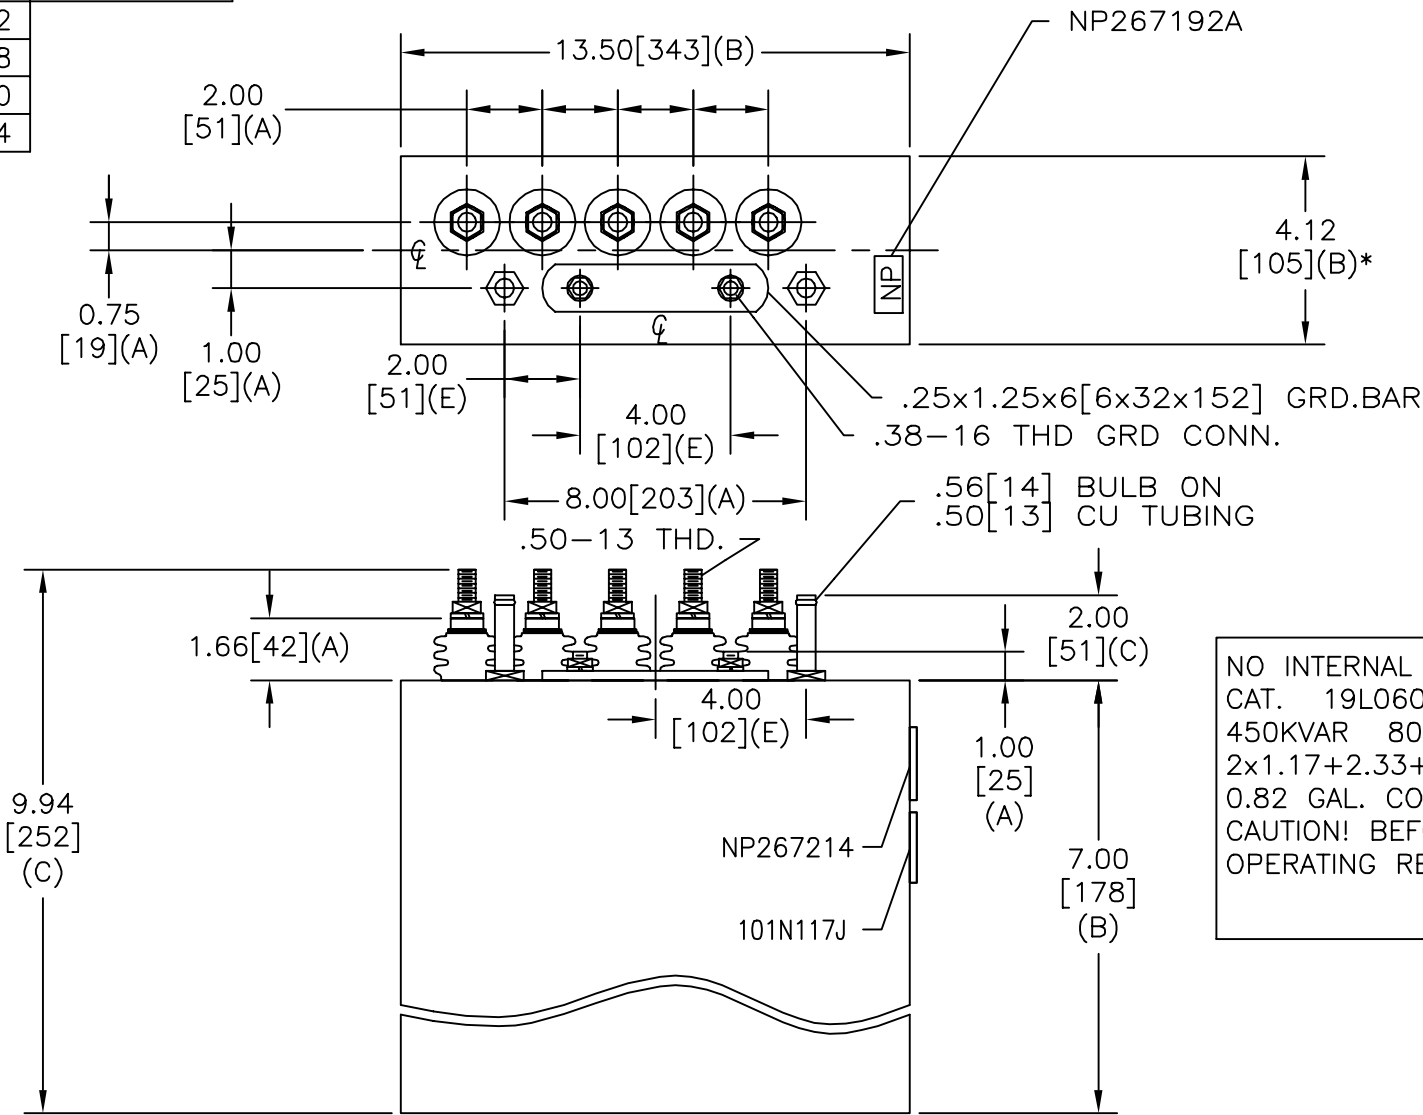 2
8
0
4
NP267192A
13.50[343](B)
2.00
[51](A)
4.12
[105](B)*
NP
0.75
[19](A)
1.00
[25](A)
2.00
[51](E)
4.00
[102](E)
8.00[203](A)
.25x1.25x6[6x32x152] GRD.BAR
.38-16 THD GRD CONN.
.56[14] BULB ON
.50[13] CU TUBING
.50-13 THD.
1.66[42](A)
2.00
[51](C)
4.00
[102](E)
1.00
[25]
(A)
9.94
[252]
(C)
7.00
[178]
(B)
NP267214
101N117J
NO INTERNAL
CAT. 19L060
450KVAR 80
2x1.17+2.33+
0.82 GAL. CO
CAUTION! BEF
OPERATING RE